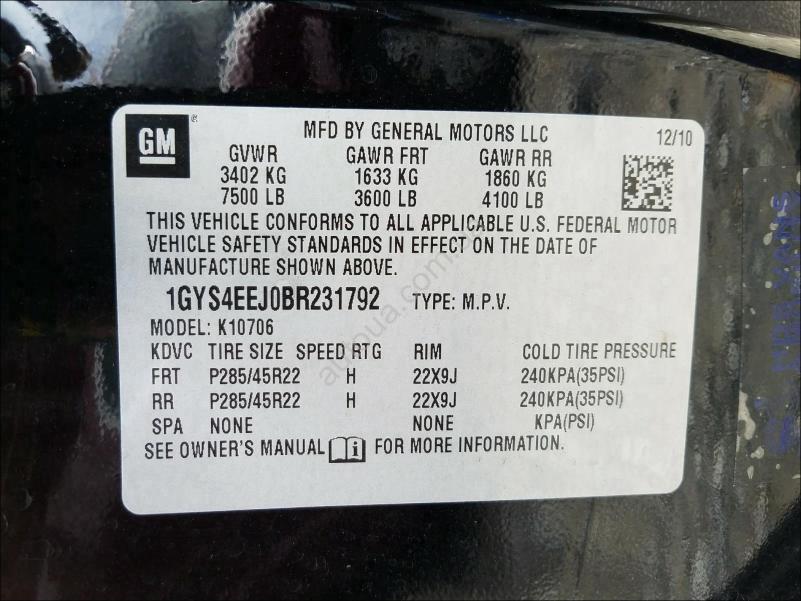 GM
MFD BY GENERAL MOTORS LLC 12/10
GVWR GAWR FRT GAWR RR
3402 KG 1633 KG 1860 KG
7500 LB 3600 LB 4100 LB
THIS VEHICLE CONFORMS TO ALL APPLICABLE U.S. FEDERAL MOTOR
VEHICLE SAFETY STANDARDS IN EFFECT ON THE DATE OF
MANUFACTURE SHOWN ABOVE.
1GYS4EEJ0BR231792 TYPE: M.P.V.
MODEL: K10706
KDVC TIRE SIZE SPEED RTG RIM COLD TIRE PRESSURE
FRT P285/45R22 H 22X9J 240KPA(35PSI)
RR P285/45R22 H 22X9J 240KPA(35PSI)
SPA NONE NONE KPA(PSI)
SEE OWNER'S MANUAL i FOR MORE INFORMATION.